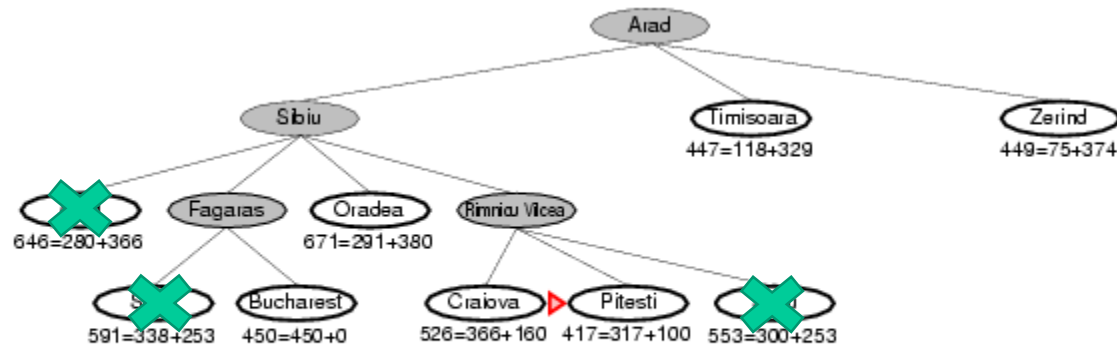 Arad
Sibiu
Timisoara
Zerind
447=118+329
449=75+374
Fagaras
Oradea
Rimnicu Vilcea
646=280+366
671=291+380
Bucharest
Craiova
Pitesti
591=338+253
450=450+0
526=366+160
417=317+100
553=300+253